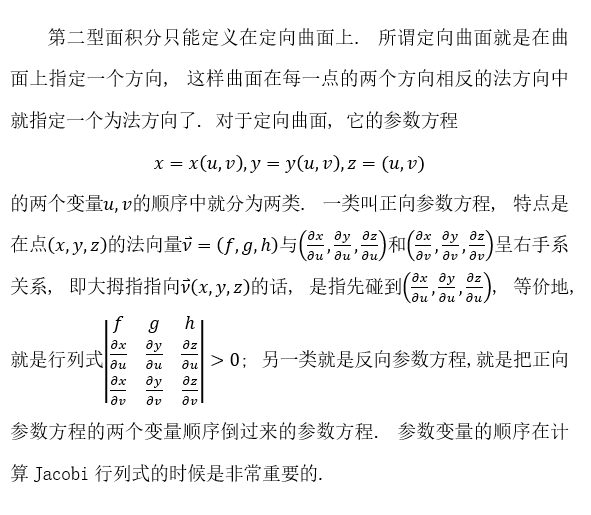 第二型面积分只能定义在定向曲面上. 所谓定向曲面就是在曲
面上指定一个方向, 这样曲面在每一点的两个方向相反的法方向中
就指定一个为法方向了. 对于定向曲面, 它的参数方程
x = x(u, v), y = y(u, v), z = (u, v)
的两个变量u, v的顺序中就分为两类. 一类叫正向参数方程, 特点是
在点(x, y, z)的法向量v⃗ = (f, g, h)与(∂x/∂u, ∂y/∂u, ∂z/∂u)和(∂x/∂v, ∂y/∂v, ∂z/∂v)呈右手系
关系, 即大拇指指向v⃗(x, y, z)的话, 是指先碰到(∂x/∂u, ∂y/∂u, ∂z/∂u), 等价地,
就是行列式|f g h; ∂x/∂u ∂y/∂u ∂z/∂u; ∂x/∂v ∂y/∂v ∂z/∂v| > 0; 另一类就是反向参数方程,就是把正向
参数方程的两个变量顺序倒过来的参数方程. 参数变量的顺序在计
算 Jacobi 行列式的时候是非常重要的.